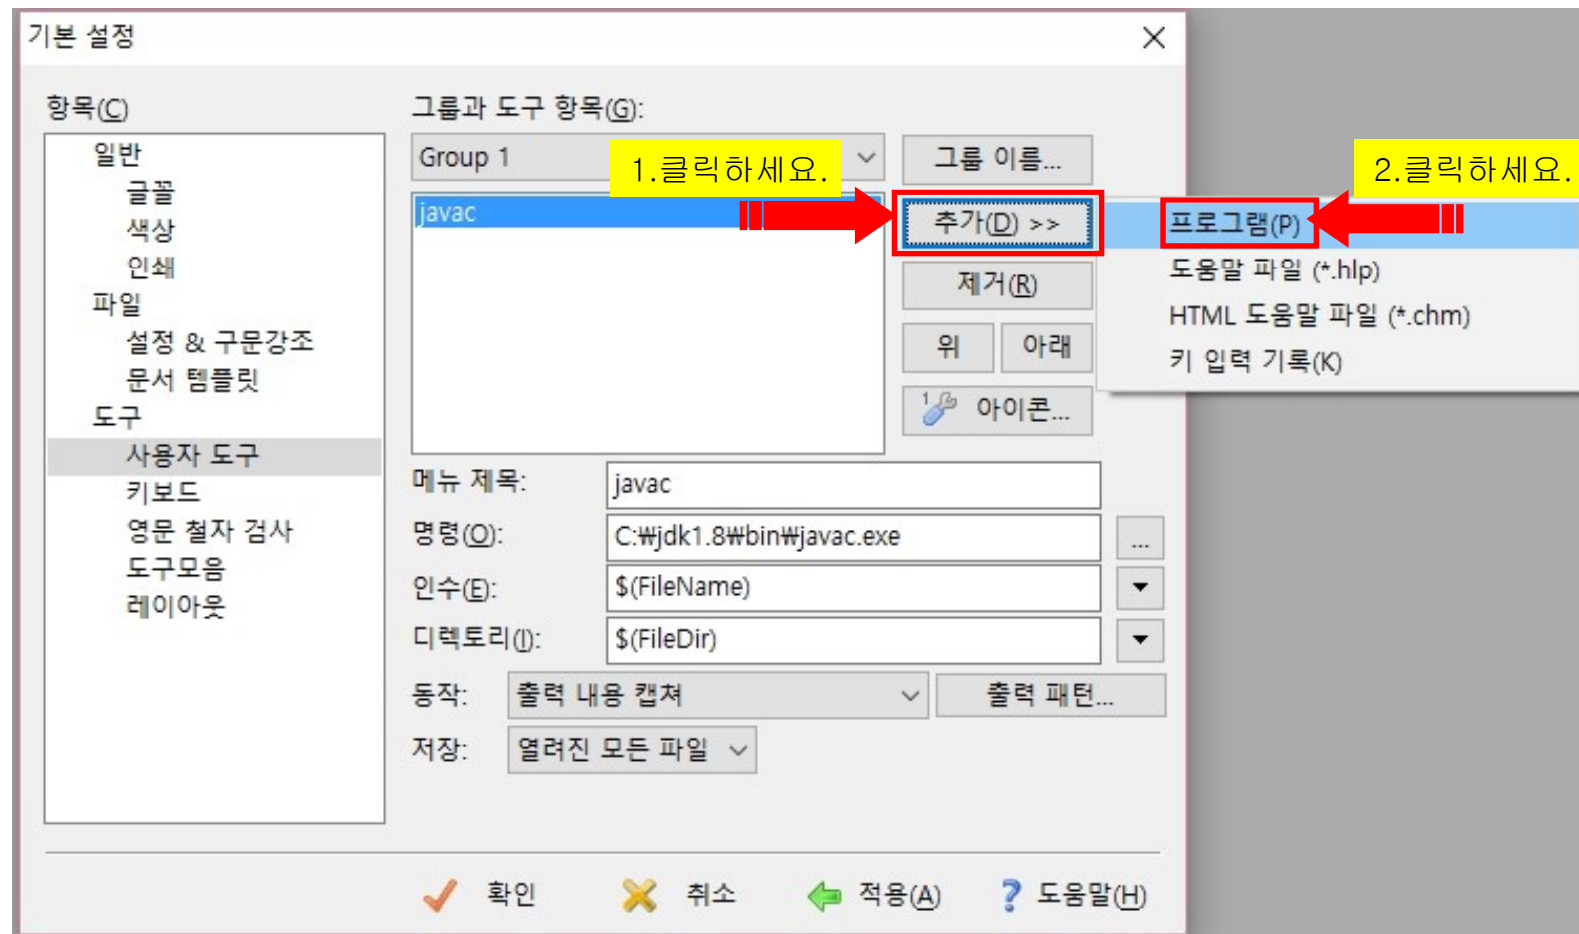 기본 설정
항목(C)
일반
글꼴
색상
인쇄
파일
설정 & 구문강조
문서 템플릿
도구
사용자 도구
키보드
영문 철자 검사
도구모음
레이아웃
그룹과 도구 항목(G):
Group 1
1.클릭하세요.
그룹 이름...
2.클릭하세요.
javac
추가(D) >>
프로그램(P)
도움말 파일 (*.hlp)
HTML 도움말 파일 (*.chm)
키 입력 기록(K)
제거(R)
위
아래
1 아이콘...
메뉴 제목:
javac
명령(O):
C:₩jdk1.8₩bin₩javac.exe
...
인수(E):
$(FileName)
디렉토리(I):
$(FileDir)
동작:
출력 내용 캡쳐
출력 패턴...
저장:
열려진 모든 파일
확인
취소
적용(A)
도움말(H)